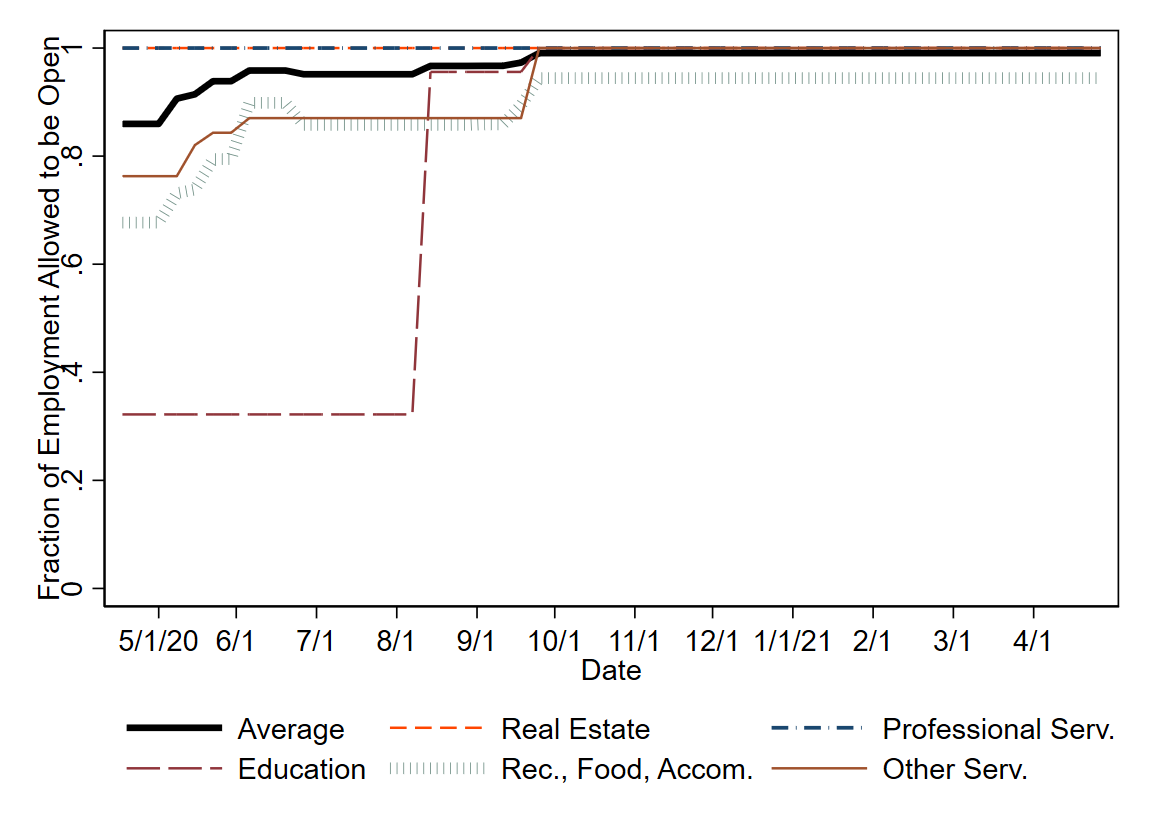 Fraction of Employment Allowed to be Open
1
.8
.6
.4
.2
0
5/1/20 6/1 7/1 8/1 9/1 10/1 11/1 12/1 1/1/21 2/1 3/1 4/1
Date
Average Real Estate Professional Serv.
Education Rec., Food, Accom. Other Serv.